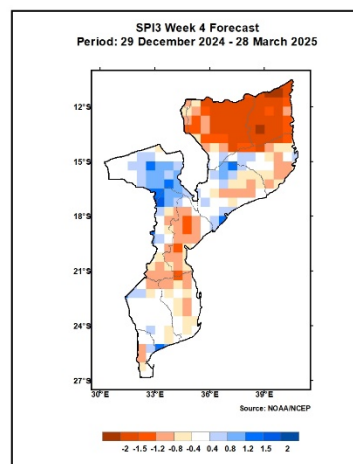 SPI3 Week 4 Forecast
Period: 29 December 2024 - 28 March 2025
12°S
15°S
18°S
21°S
24°S
27°S
30°E 33°E 36°E 39°E
Source: NOAA/NCEP
-2 -1.5 -1.2 -0.8 -0.4 0.4 0.8 1.2 1.5 2